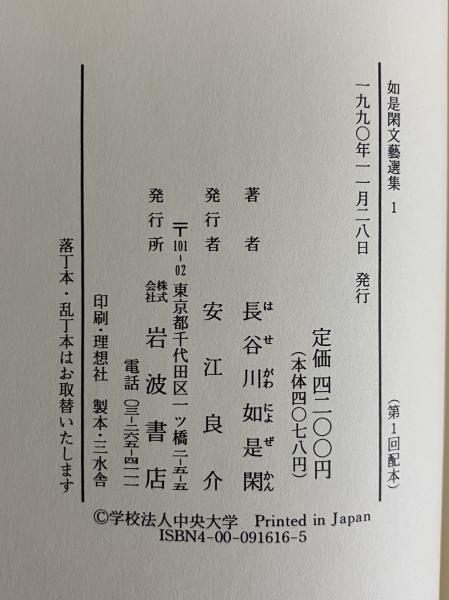 如是閑文藝選集 1
(第1回配本)
一九九〇年一一月二八日 発行
定価 四二〇〇円
(本体四〇七八円)
著者 長谷川如是閑
はせがわにょぜかん
発行者 安江良介
〒101-02 東京都千代田区一ツ橋二-五-五
発行所 株式会社 岩波書店
電話 〇三-二六五-四一一一
印刷・理想社 製本・三水舎
落丁本・乱丁本はお取替いたします
©学校法人中央大学 Printed in Japan
ISBN4-00-091616-5